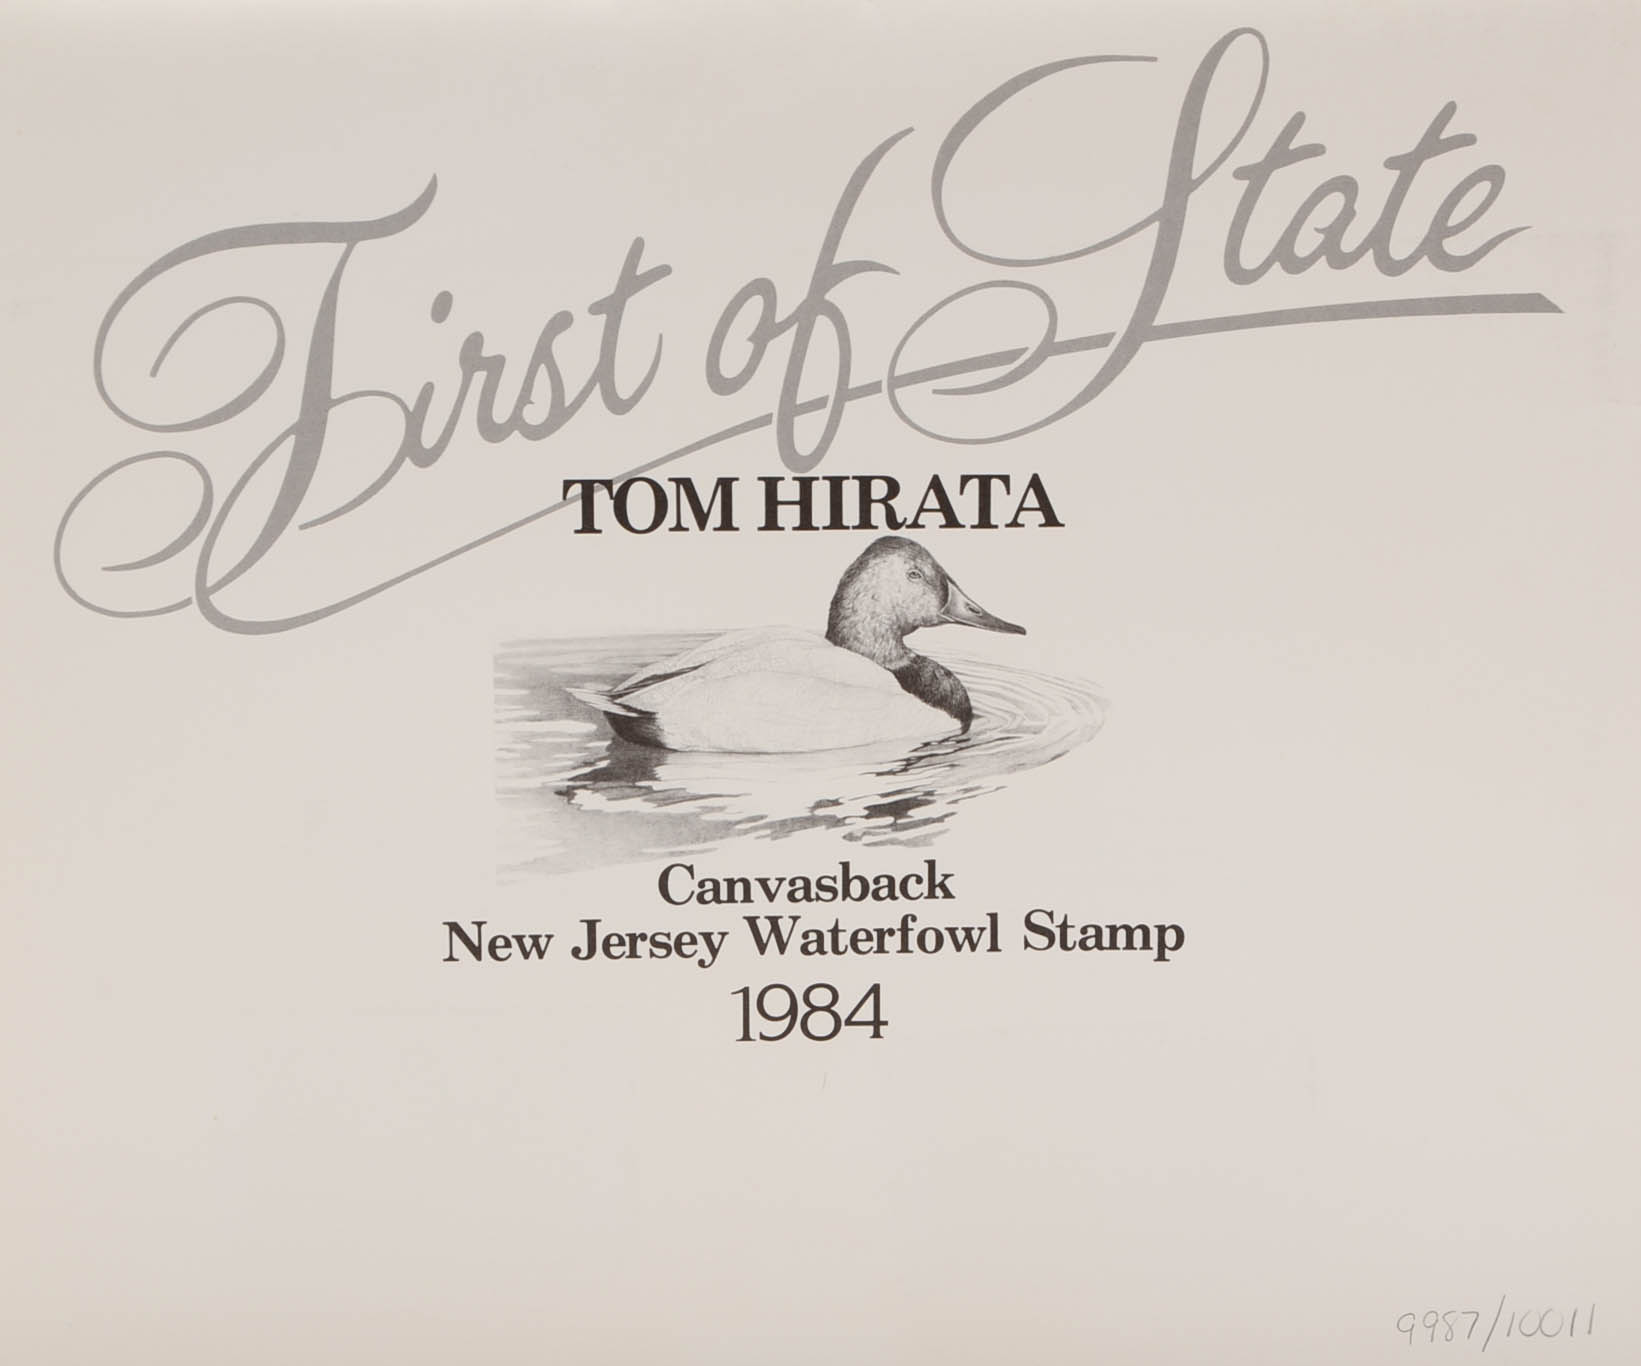 First of State
TOM HIRATA
Canvasback
New Jersey Waterfowl Stamp
1984
9987/10011